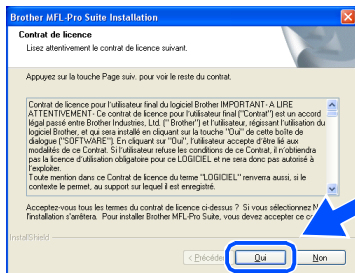 Brother MFL-Pro Suite Installation
Contrat de licence
Lisez attentivement le contrat de licence suivant.
Appuyez sur la touche Page suiv. pour voir le reste du contrat.
Contrat de licence pour l'utilisateur final du logiciel Brother IMPORTANT- A LIRE
ATTENTIVEMENT- Ce contrat de licence pour l'utilisateur final ("Contrat") est un accord
légal passé entre Brother Industries, Ltd. (" Brother") et l'utilisateur, régissant l'utilisation du
logiciel Brother, et qui sera installé en cliquant sur la touche "Oui" de cette boîte de
dialogue ("SOFTWARE"). En cliquant sur "Oui", l'utilisateur accepte d'être lié aux
modalités de ce Contrat. Si l'utilisateur refuse les conditions de ce Contrat, il n'obtiendra
pas la licence d'utilisation obligatoire pour ce LOGICIEL et ne sera donc pas autorisé à
l'exploiter.
Toute mention dans ce Contrat de licence du terme "LOGICIEL" renverra aussi, si le
contexte le permet, au support sur lequel il est enregistré.
Acceptez-vous tous les termes du contrat de licence ci-dessus ? Si vous sélectionnez N
l'installation s'arrêtera. Pour installer Brother MFL-Pro Suite, vous devez accepter ce co
InstallShield
< Précéden Oui Non